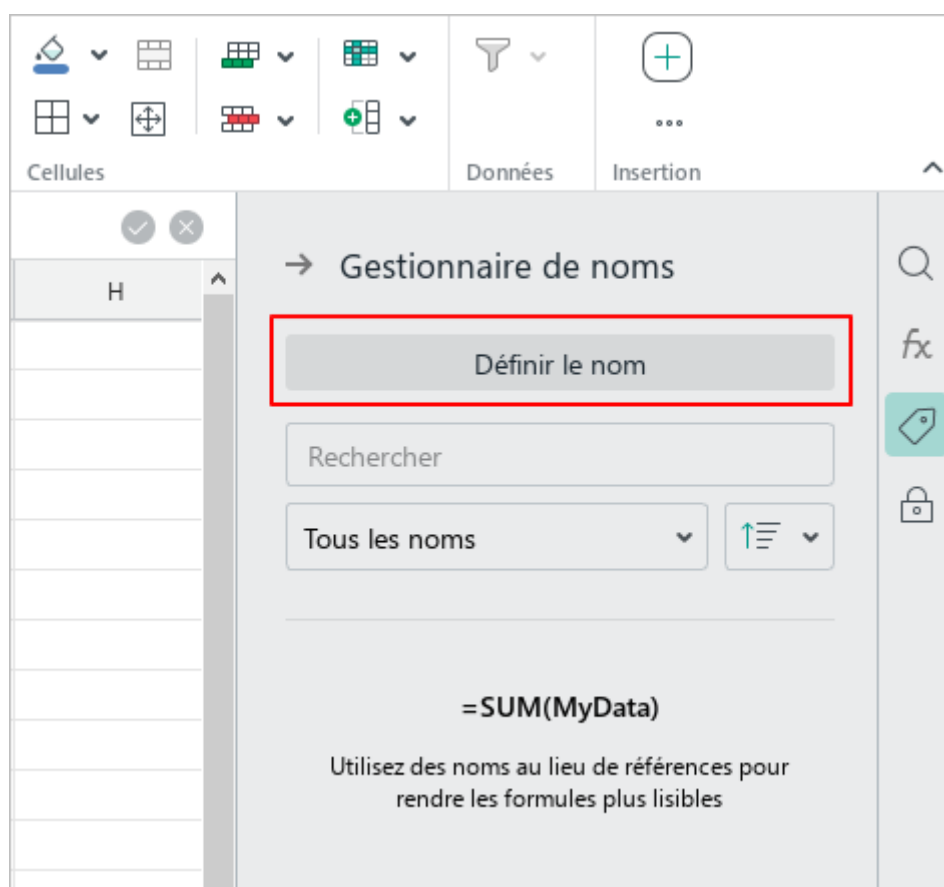 Cellules
Données
Insertion
H
Gestionnaire de noms
Définir le nom
Rechercher
Tous les noms
=SUM(MyData)
Utilisez des noms au lieu de références pour
rendre les formules plus lisibles
fx